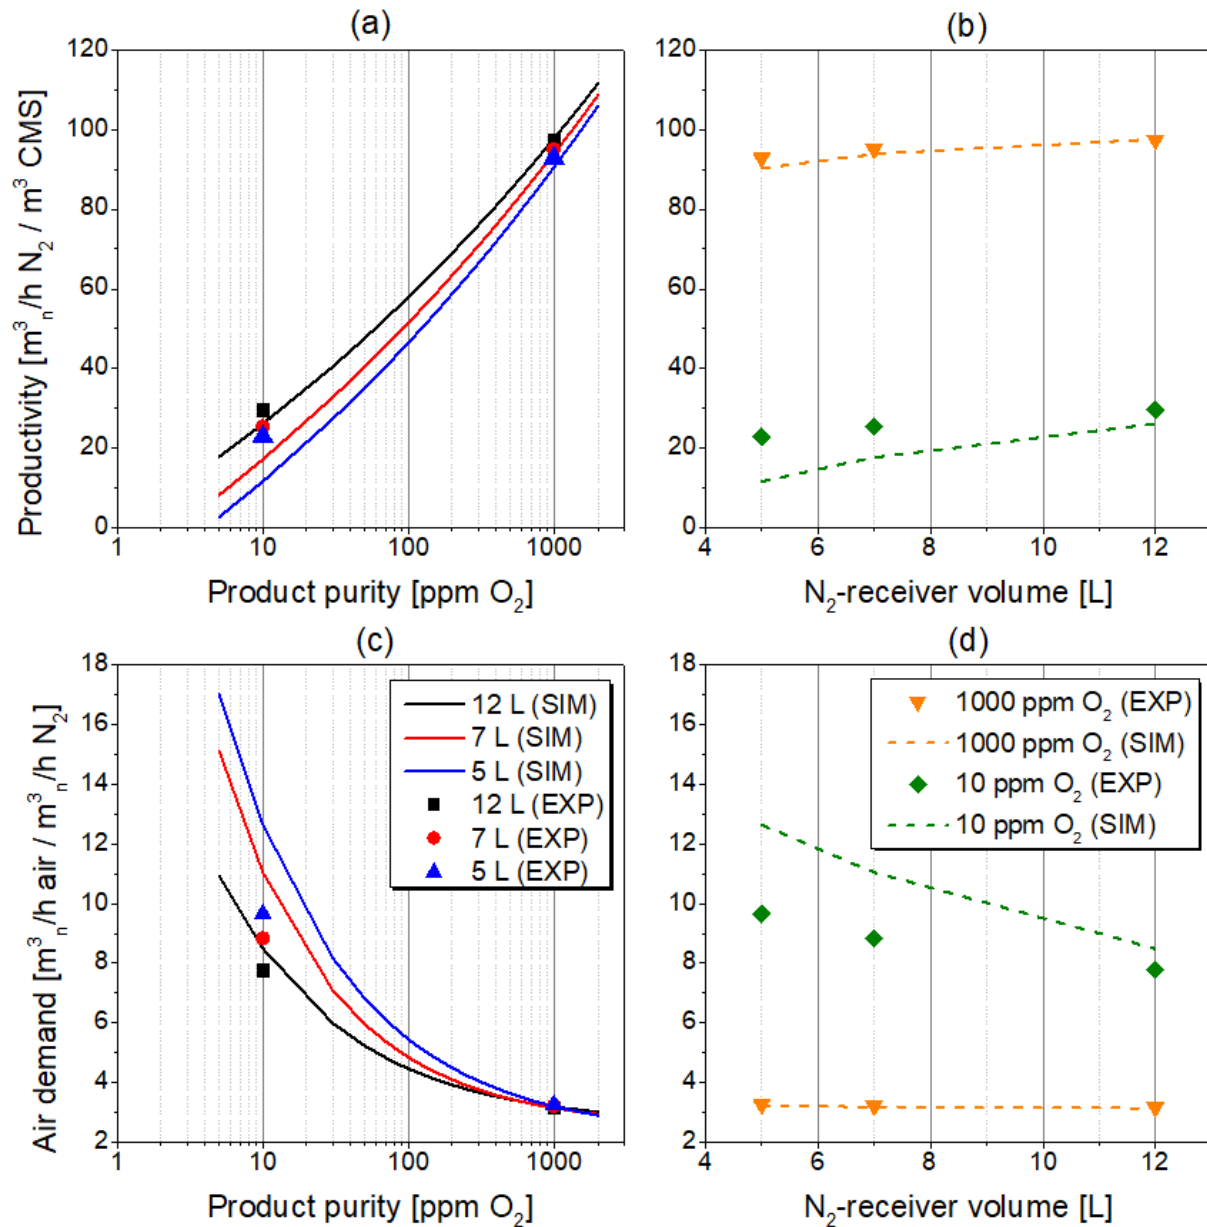 (a)
120
100
80
60
40
20
0
1 10 100 1000
Productivity [m³ₙ/h N₂ / m³ CMS]
Product purity [ppm O₂]
(b)
120
100
80
60
40
20
0
4 6 8 10 12
N₂-receiver volume [L]
(c)
18
16
14
12
10
8
6
4
2
1 10 100 1000
Air demand [m³ₙ/h air / m³ₙ/h N₂]
Product purity [ppm O₂]
12 L (SIM)
7 L (SIM)
5 L (SIM)
12 L (EXP)
7 L (EXP)
5 L (EXP)
(d)
18
16
14
12
10
8
6
4
2
4 6 8 10 12
N₂-receiver volume [L]
1000 ppm O₂ (EXP)
1000 ppm O₂ (SIM)
10 ppm O₂ (EXP)
10 ppm O₂ (SIM)